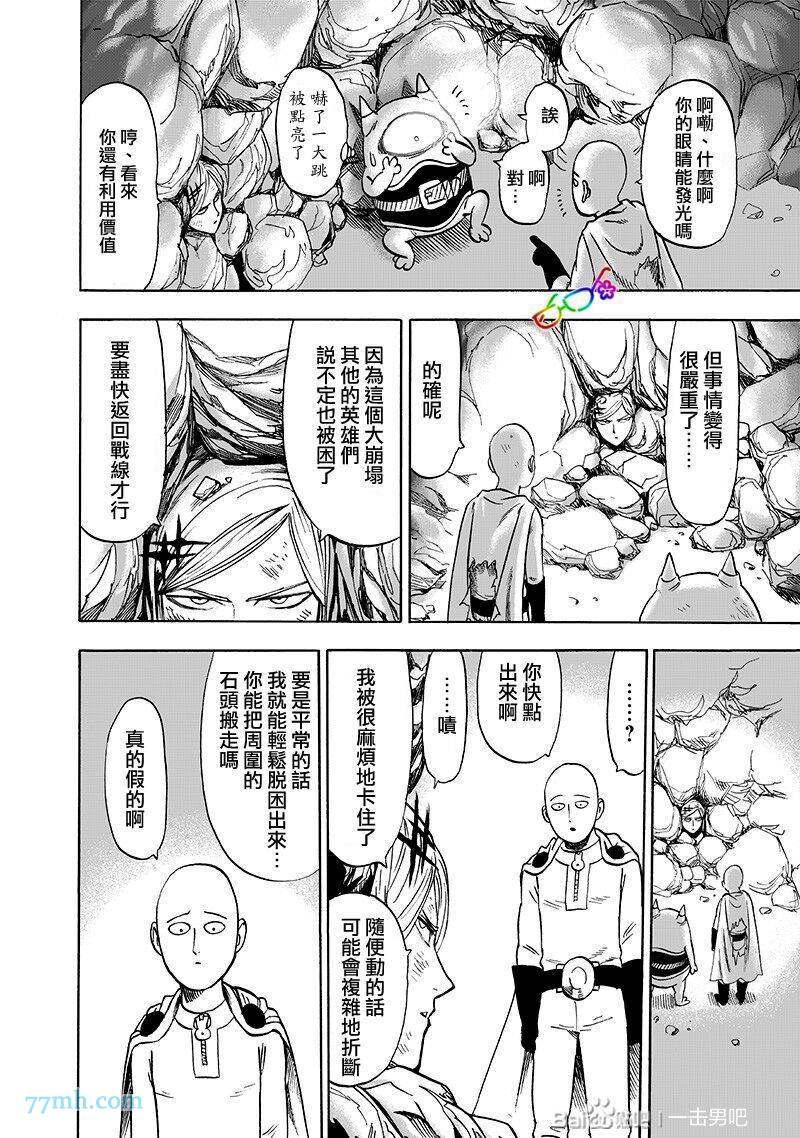 啊嘞、什麼啊
你的眼睛能發光嗎
誒
啊
對…
嚇了一大跳
被點亮了
哼、看來
你還有利用價值
但事情變得
很嚴重了……
的確呢
因為這個大崩塌
其他的英雄們
說不定也被困了
要盡快返回戰線才行
……?
你快點
出來啊
……嘖
我被很麻煩地卡住了
隨便動的話
可能會複雜地折斷
要是平常的話
我就能輕鬆脫困出來…
你能把周圍的
石頭搬走嗎
真的假的啊
77mh.com
Bai貼吧 | 一击男吧